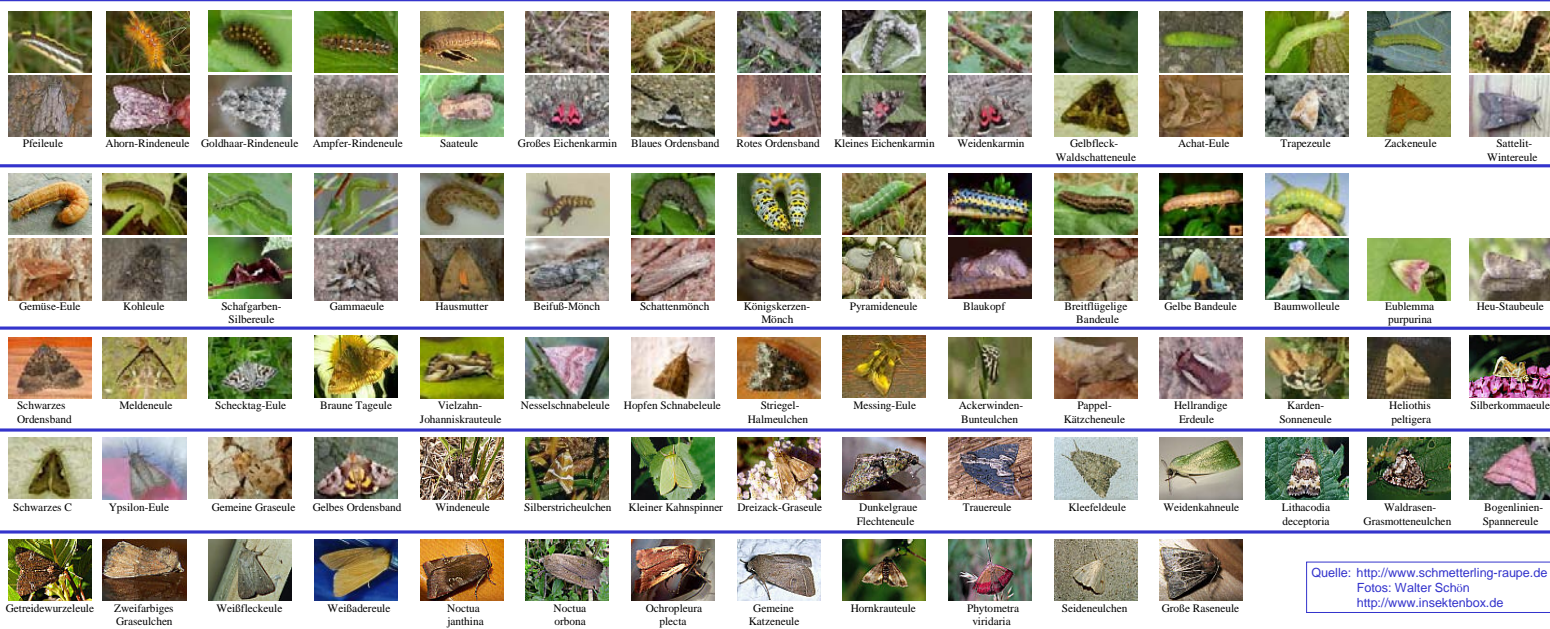 Pfeileule
Ahorn-Rindeneule
Goldhaar-Rindeneule
Ampfer-Rindeneule
Saateule
Großes Eichenkarmin
Blaues Ordensband
Rotes Ordensband
Kleines Eichenkarmin
Weidenkarmin
Gelbfleck-
Waldschatteneule
Achat-Eule
Trapezeule
Zackeneule
Sattelit-
Wintereule
Gemüse-Eule
Kohleule
Schafgarben-
Silbereule
Gammaeule
Hausmutter
Beifuß-Mönch
Schattenmönch
Königskerzen-
Mönch
Pyramideneule
Blaukopf
Breitflügelige
Bandeule
Gelbe Bandeule
Baumwolleule
Eublemma
purpurina
Heu-Staubeule
Schwarzes
Ordensband
Meldeneule
Schecktag-Eule
Braune Tageule
Vielzahn-
Johanniskrauteule
Nesselschnabeleule
Hopfen Schnabeleule
Striegel-
Halmeulchen
Messing-Eule
Ackerwinden-
Bunteulchen
Pappel-
Kätzcheneule
Hellrandige
Erdeule
Karden-
Sonneneule
Heliothis
peltigera
Silberkommaeule
Schwarzes C
Ypsilon-Eule
Gemeine Graseule
Gelbes Ordensband
Windeneule
Silberstricheulchen
Kleiner Kahnspinner
Dreizack-Graseule
Dunkelgraue
Flechteneule
Trauereule
Kleefeldeule
Weidenkahneule
Lithacodia
deceptoria
Waldrasen-
Grasmotteneulchen
Bogenlinien-
Spannereule
Getreidewurzeleule
Zweifarbiges
Graseulchen
Weißfleckeule
Weißadereule
Noctua
janthina
Noctua
orbona
Ochropleura
plecta
Gemeine
Katzeneule
Hornkrauteule
Phytometra
viridaria
Seideneulchen
Große Raseneule
Quelle: http://www.schmetterling-raupe.de
Fotos: Walter Schön
http://www.insektenbox.de